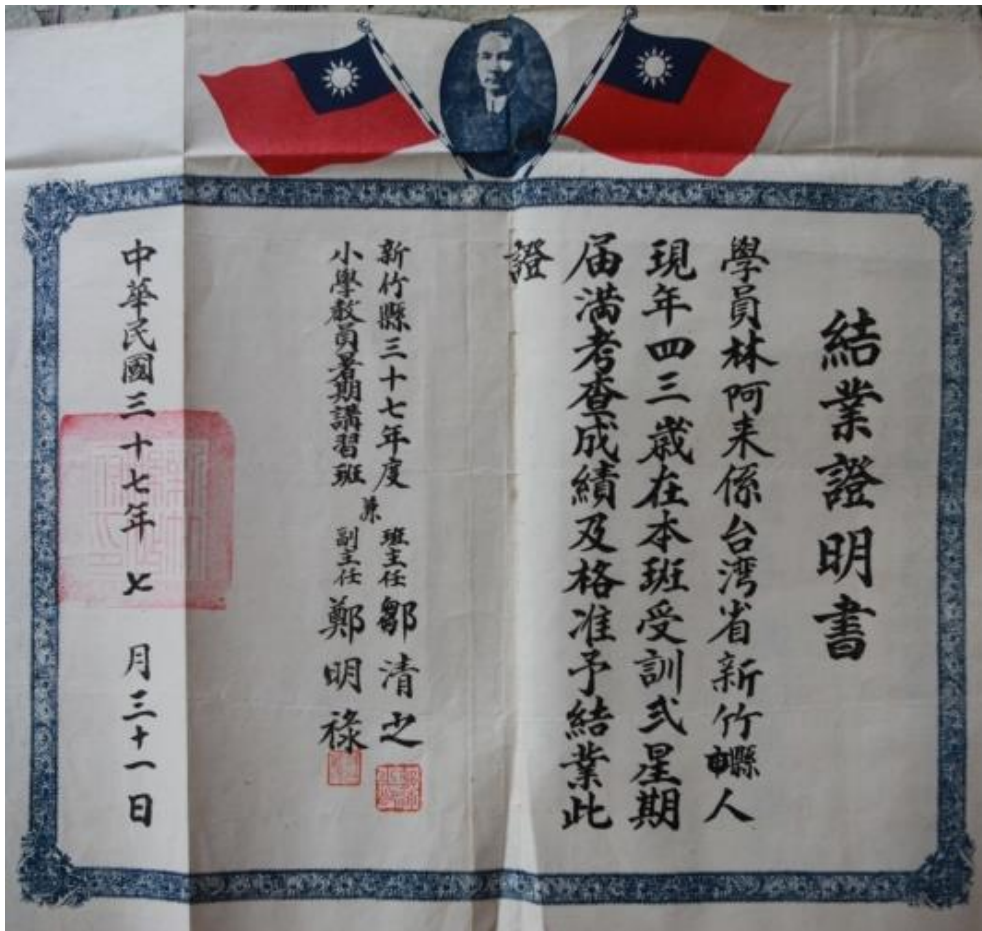 結業證明書
學員林阿来係台湾省新竹縣人
現年四三歲在本班受訓弍星期
屆滿考查成績及格准予結業此
證
新竹縣三十七年度
小學教員暑期講習班
兼
班主任鄒清之
副主任鄭明祿
中華民國三十七年七月三十一日